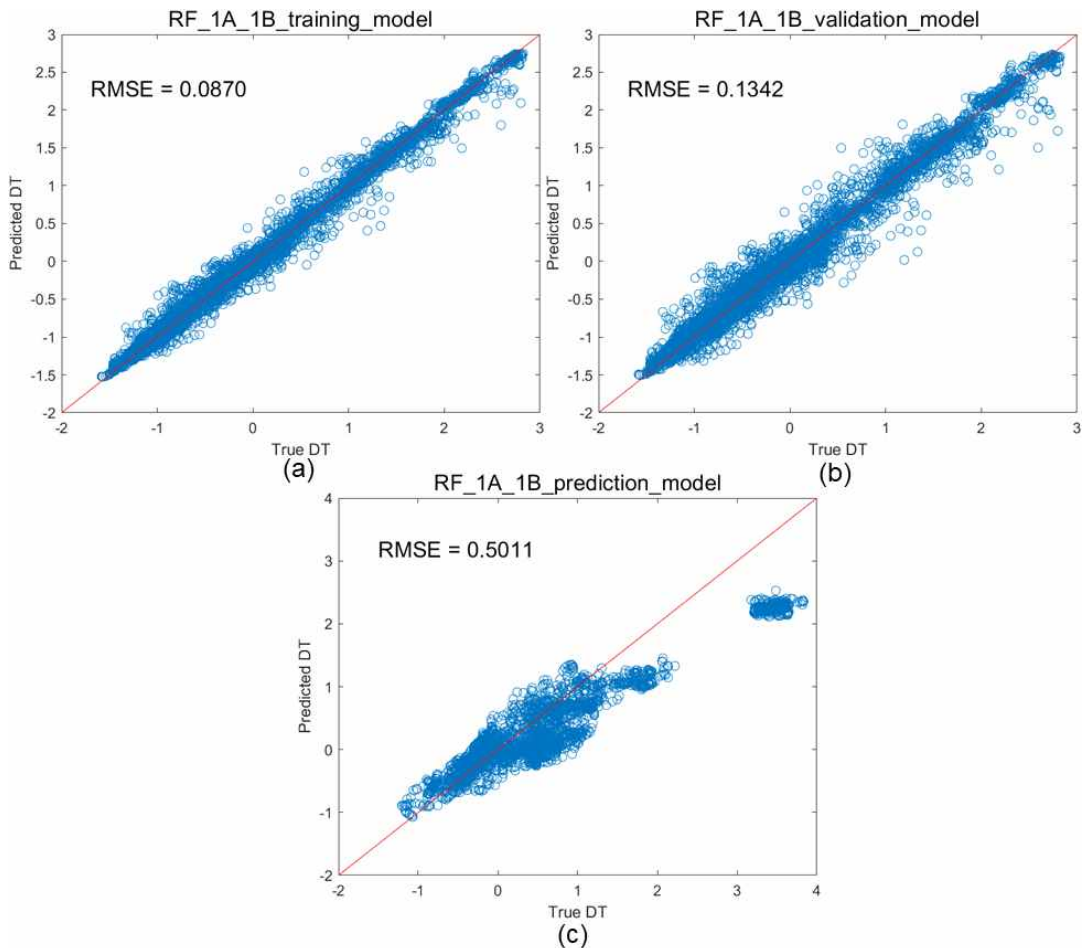 RF_1A_1B_training_model
RMSE = 0.0870
3
2.5
2
1.5
1
0.5
0
-0.5
-1
-1.5
-2
Predicted DT
-2 -1 0 1 2 3
True DT
(a)
RF_1A_1B_validation_model
RMSE = 0.1342
3
2.5
2
1.5
1
0.5
0
-0.5
-1
-1.5
-2
Predicted DT
-2 -1 0 1 2 3
True DT
(b)
RF_1A_1B_prediction_model
RMSE = 0.5011
4
3
2
1
0
-1
-2
Predicted DT
-2 -1 0 1 2 3 4
True DT
(c)